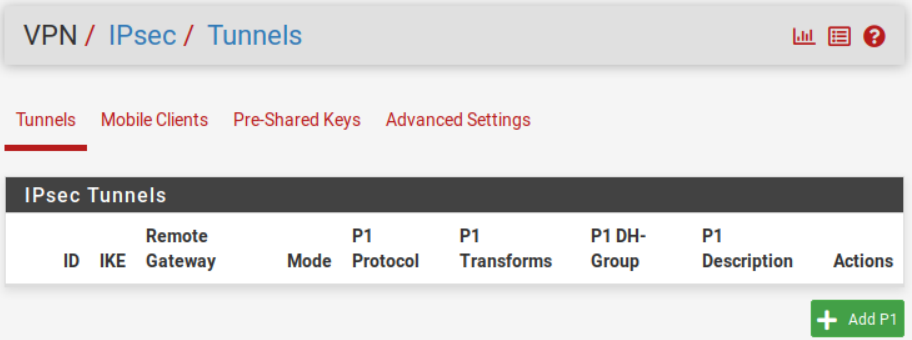 VPN / IPsec / Tunnels
Tunnels Mobile Clients Pre-Shared Keys Advanced Settings
IPsec Tunnels
ID IKE Remote Gateway Mode P1 Protocol P1 Transforms P1 DH-Group P1 Description Actions
Add P1